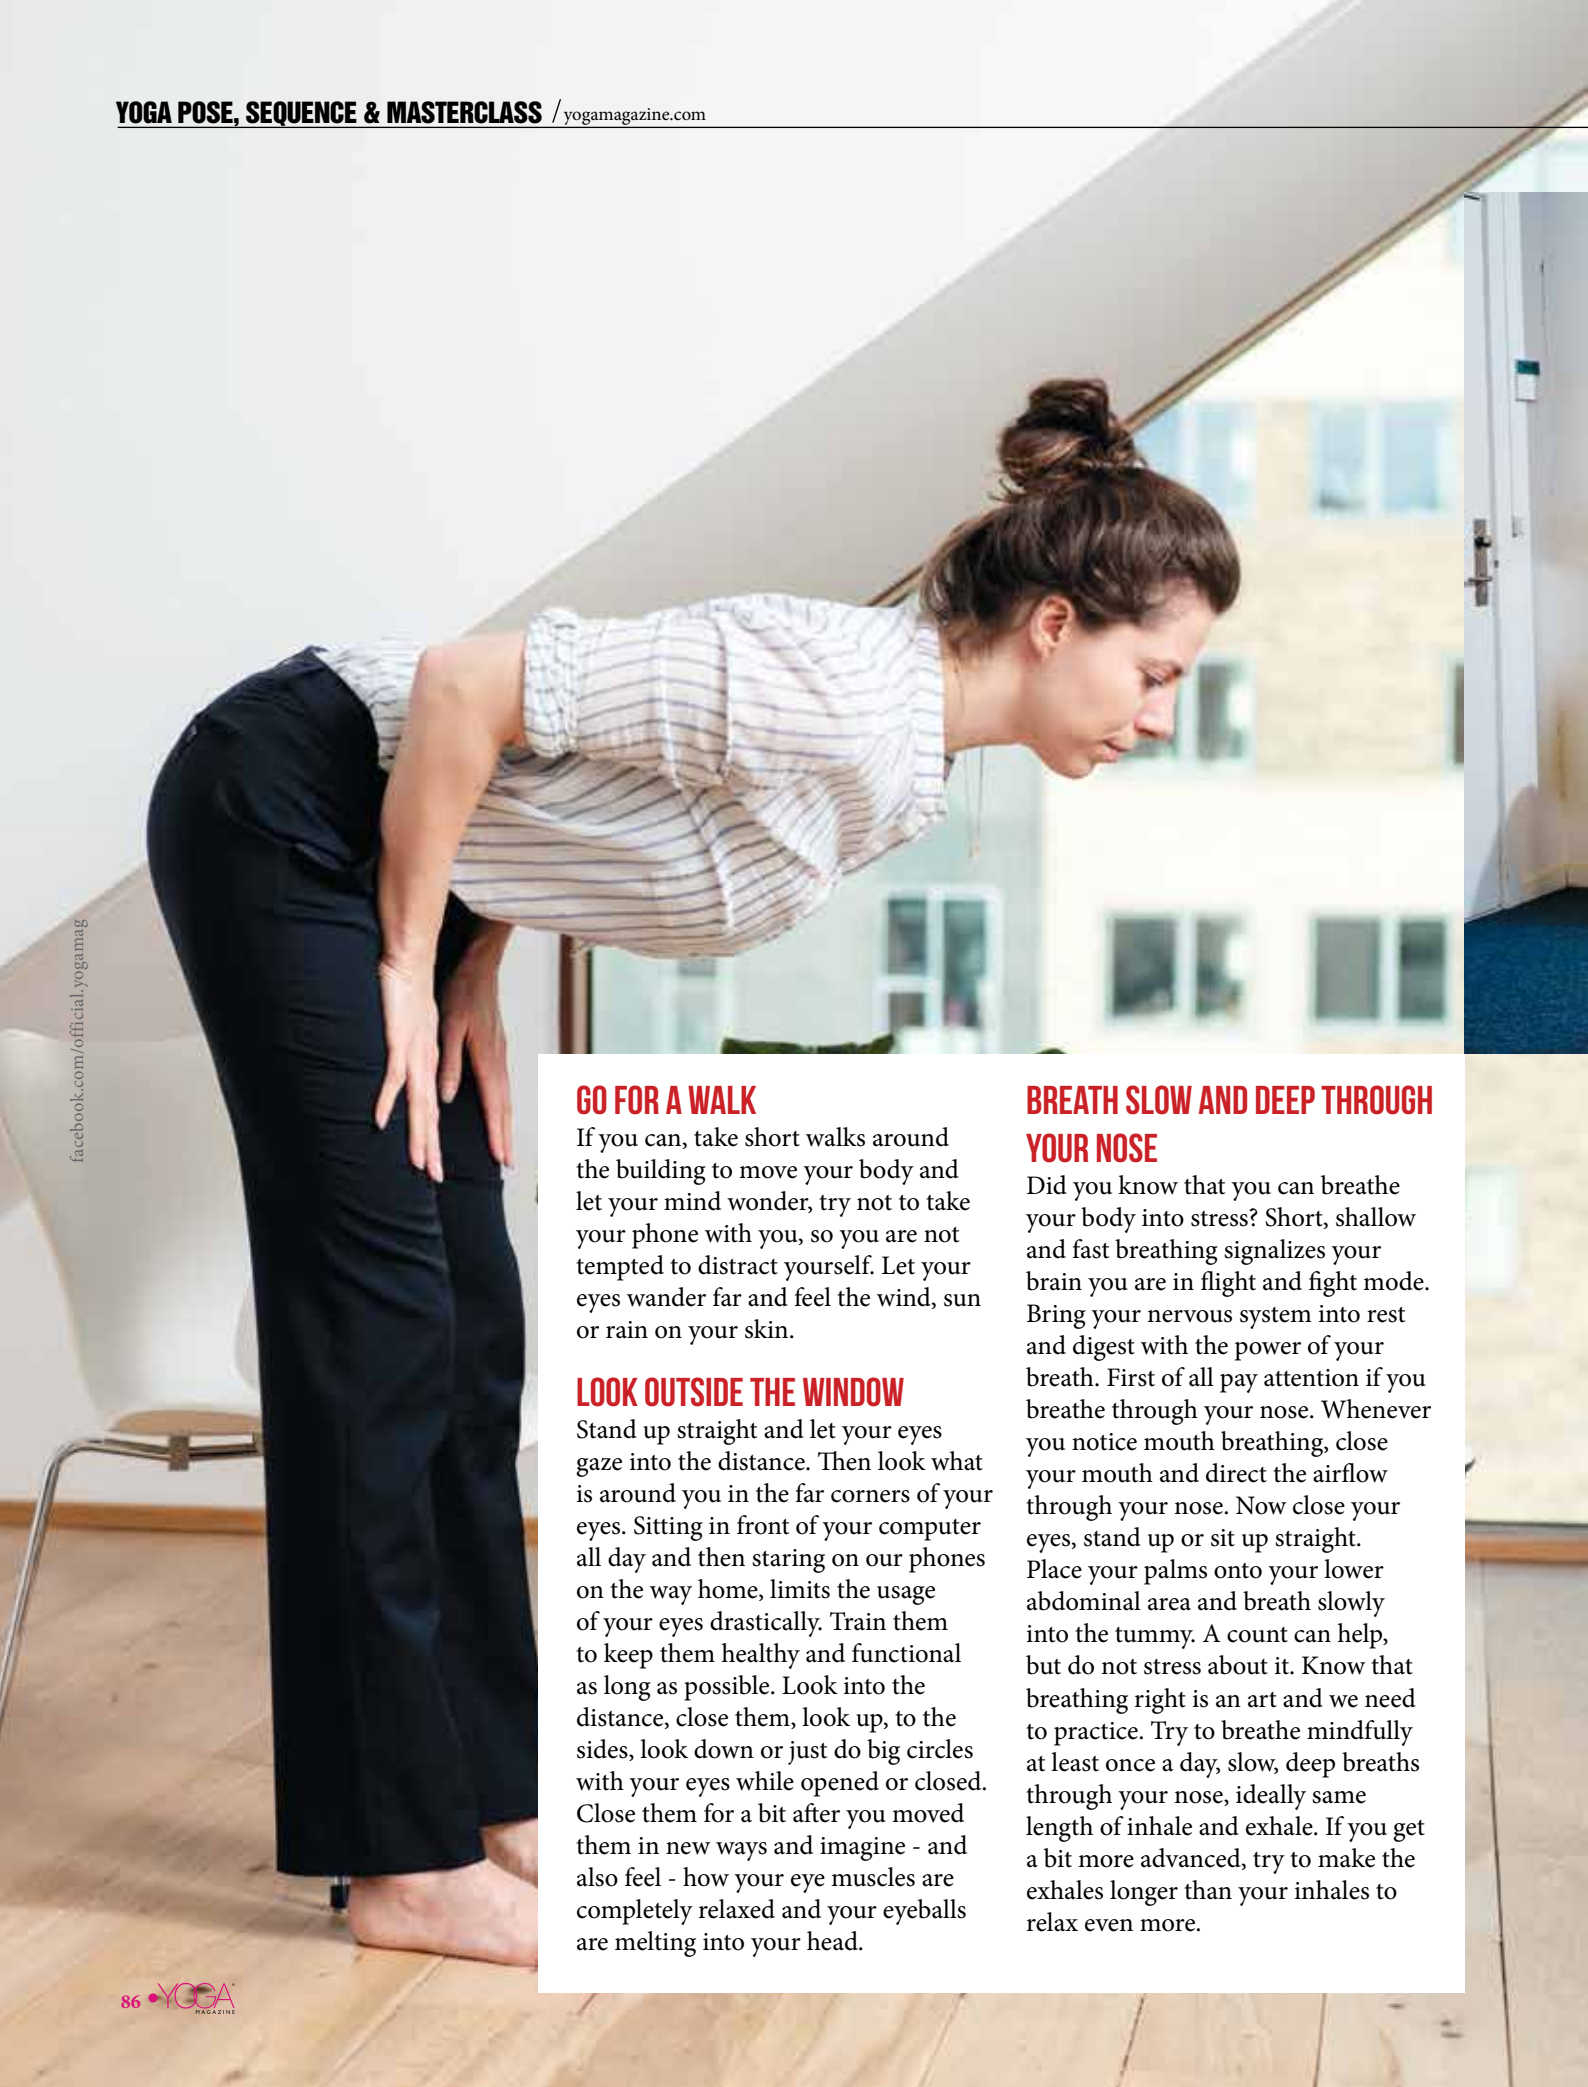 YOGA POSE, SEQUENCE & MASTERCLASS / yogamagazine.com
facebook.com/official.yogamag
GO FOR A WALK
If you can, take short walks around
the building to move your body and
let your mind wonder, try not to take
your phone with you, so you are not
tempted to distract yourself. Let your
eyes wander far and feel the wind, sun
or rain on your skin.
LOOK OUTSIDE THE WINDOW
Stand up straight and let your eyes
gaze into the distance. Then look what
is around you in the far corners of your
eyes. Sitting in front of your computer
all day and then staring on our phones
on the way home, limits the usage
of your eyes drastically. Train them
to keep them healthy and functional
as long as possible. Look into the
distance, close them, look up, to the
sides, look down or just do big circles
with your eyes while opened or closed.
Close them for a bit after you moved
them in new ways and imagine - and
also feel - how your eye muscles are
completely relaxed and your eyeballs
are melting into your head.
BREATH SLOW AND DEEP THROUGH
YOUR NOSE
Did you know that you can breathe
your body into stress? Short, shallow
and fast breathing signalizes your
brain you are in flight and fight mode.
Bring your nervous system into rest
and digest with the power of your
breath. First of all pay attention if you
breathe through your nose. Whenever
you notice mouth breathing, close
your mouth and direct the airflow
through your nose. Now close your
eyes, stand up or sit up straight.
Place your palms onto your lower
abdominal area and breath slowly
into the tummy. A count can help,
but do not stress about it. Know that
breathing right is an art and we need
to practice. Try to breathe mindfully
at least once a day, slow, deep breaths
through your nose, ideally same
length of inhale and exhale. If you get
a bit more advanced, try to make the
exhales longer than your inhales to
relax even more.
86 •YOGA
MAGAZINE